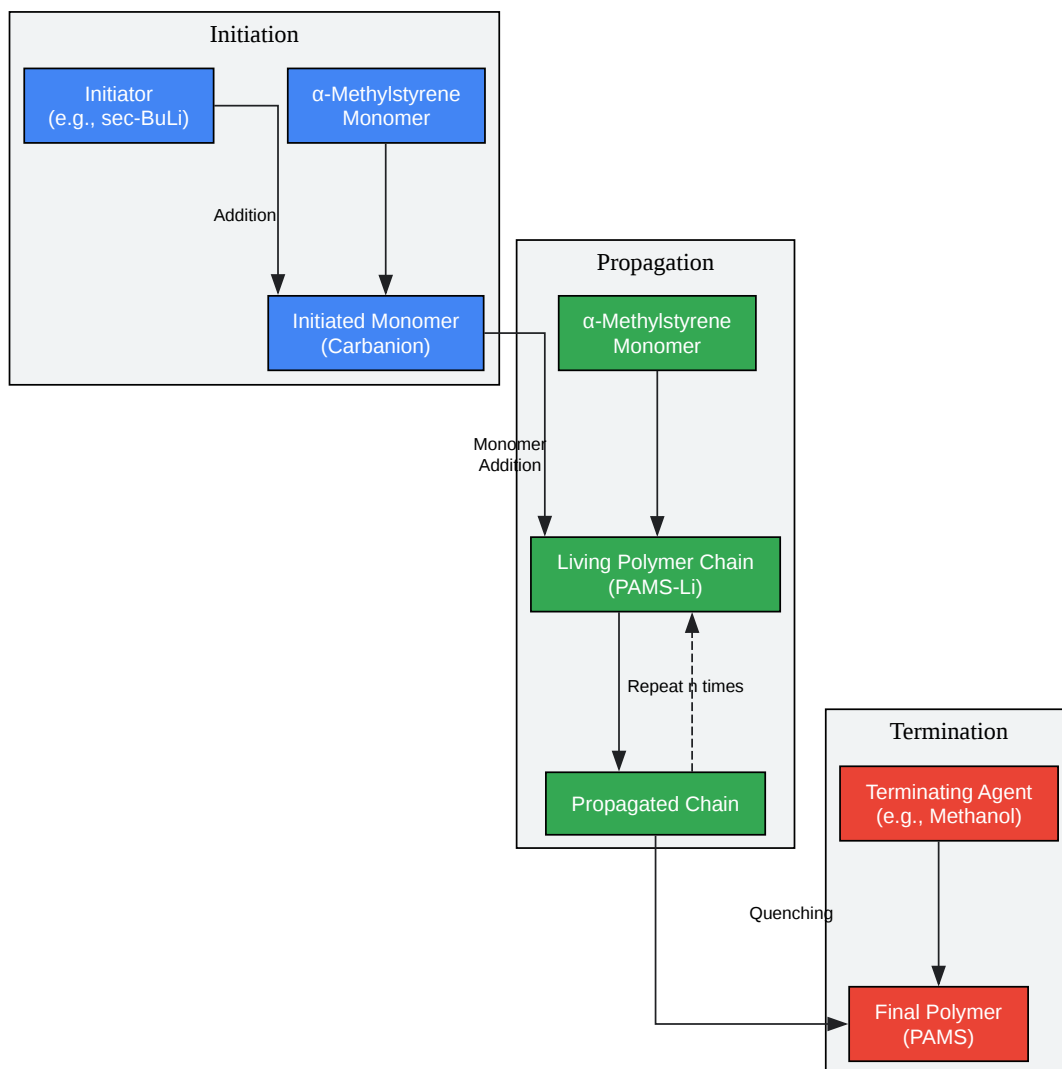 Initiation
Initiator
(e.g., sec-BuLi)
α-Methylstyrene
Monomer
Addition
Initiated Monomer
(Carbanion)
Propagation
α-Methylstyrene
Monomer
Monomer
Addition
Living Polymer Chain
(PAMS-Li)
Repeat n times
Propagated Chain
Termination
Terminating Agent
(e.g., Methanol)
Quenching
Final Polymer
(PAMS)